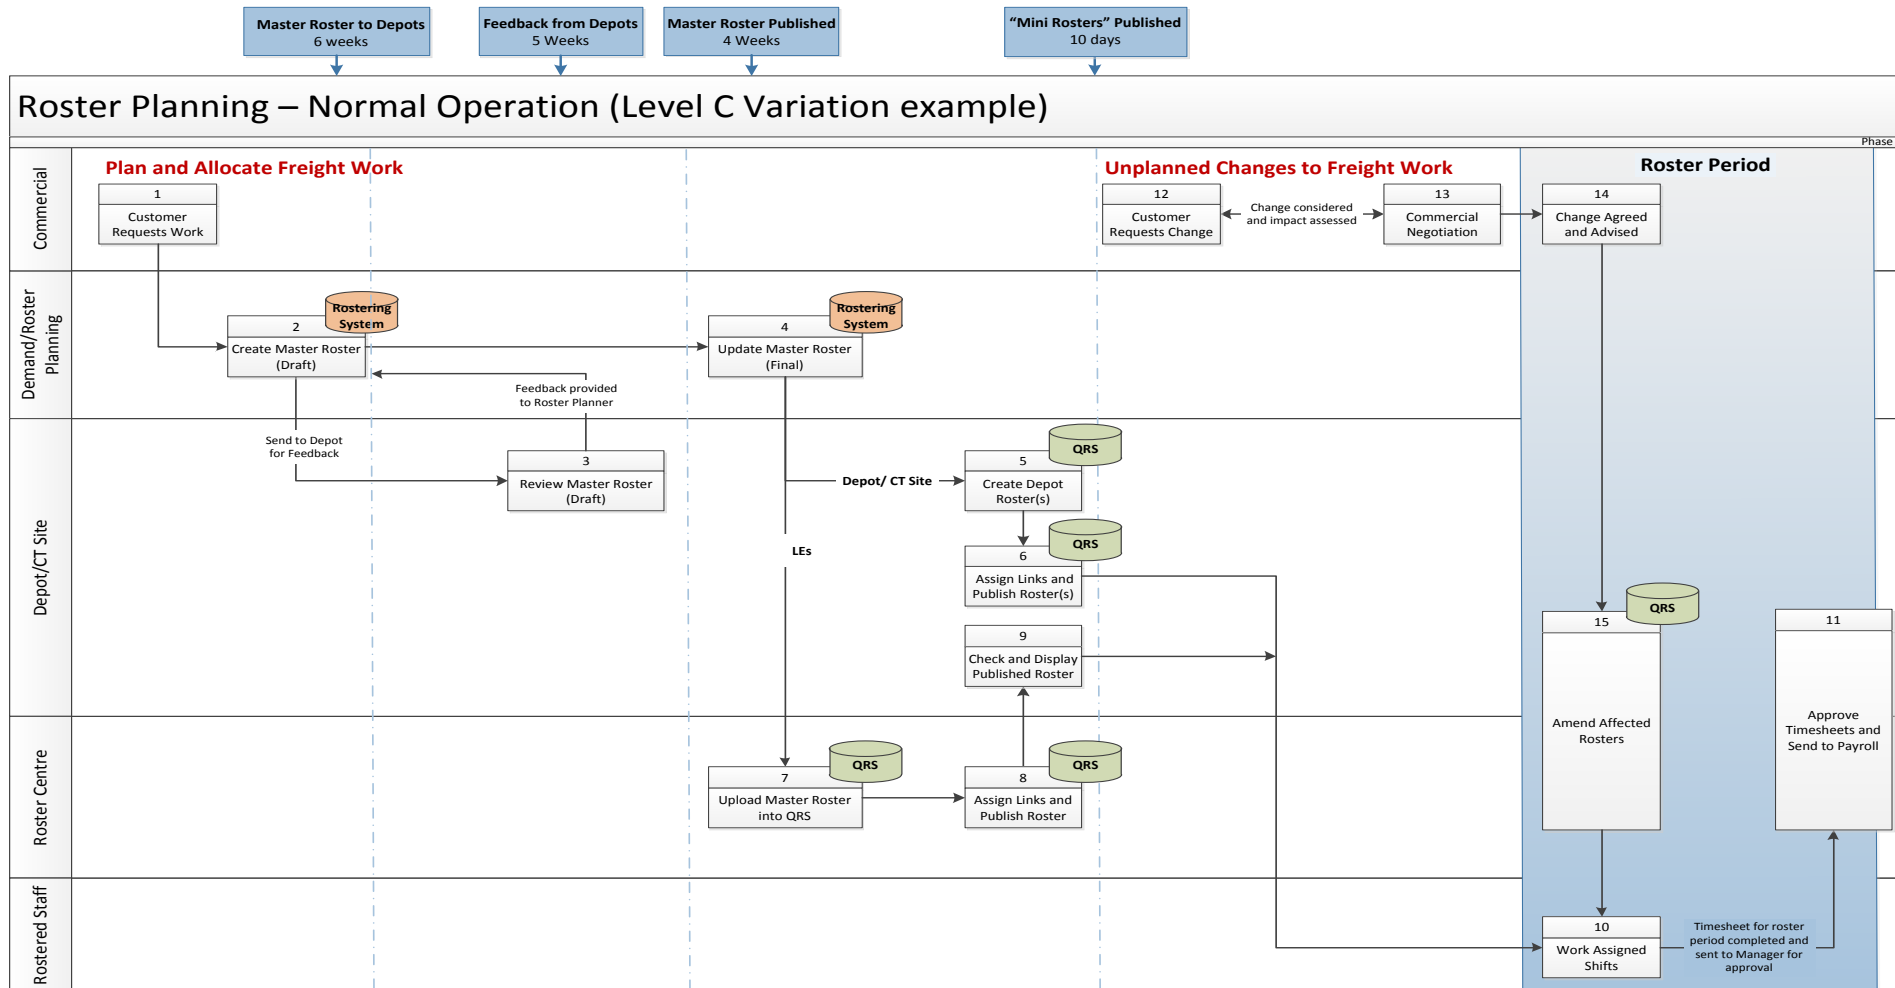 Master Roster to Depots
6 weeks
Feedback from Depots
5 Weeks
Master Roster Published
4 Weeks
“Mini Rosters” Published
10 days
Roster Planning – Normal Operation (Level C Variation example)
Phase
Commercial
Plan and Allocate Freight Work
Unplanned Changes to Freight Work
Roster Period
1
Customer
Requests Work
12
Customer
Requests Change
Change considered
and impact assessed
13
Commercial
Negotiation
14
Change Agreed
and Advised
Demand/Roster
Planning
Rostering
System
2
Create Master Roster
(Draft)
Rostering
System
4
Update Master Roster
(Final)
Feedback provided
to Roster Planner
Depot/CT Site
Send to Depot
for Feedback
3
Review Master Roster
(Draft)
Depot/ CT Site
QRS
5
Create Depot
Roster(s)
LEs
QRS
6
Assign Links and
Publish Roster(s)
9
Check and Display
Published Roster
QRS
15
Amend Affected
Rosters
11
Approve
Timesheets and
Send to Payroll
Roster Centre
QRS
7
Upload Master Roster
into QRS
QRS
8
Assign Links and
Publish Roster
Rostered Staff
10
Work Assigned
Shifts
Timesheet for roster
period completed and
sent to Manager for
approval